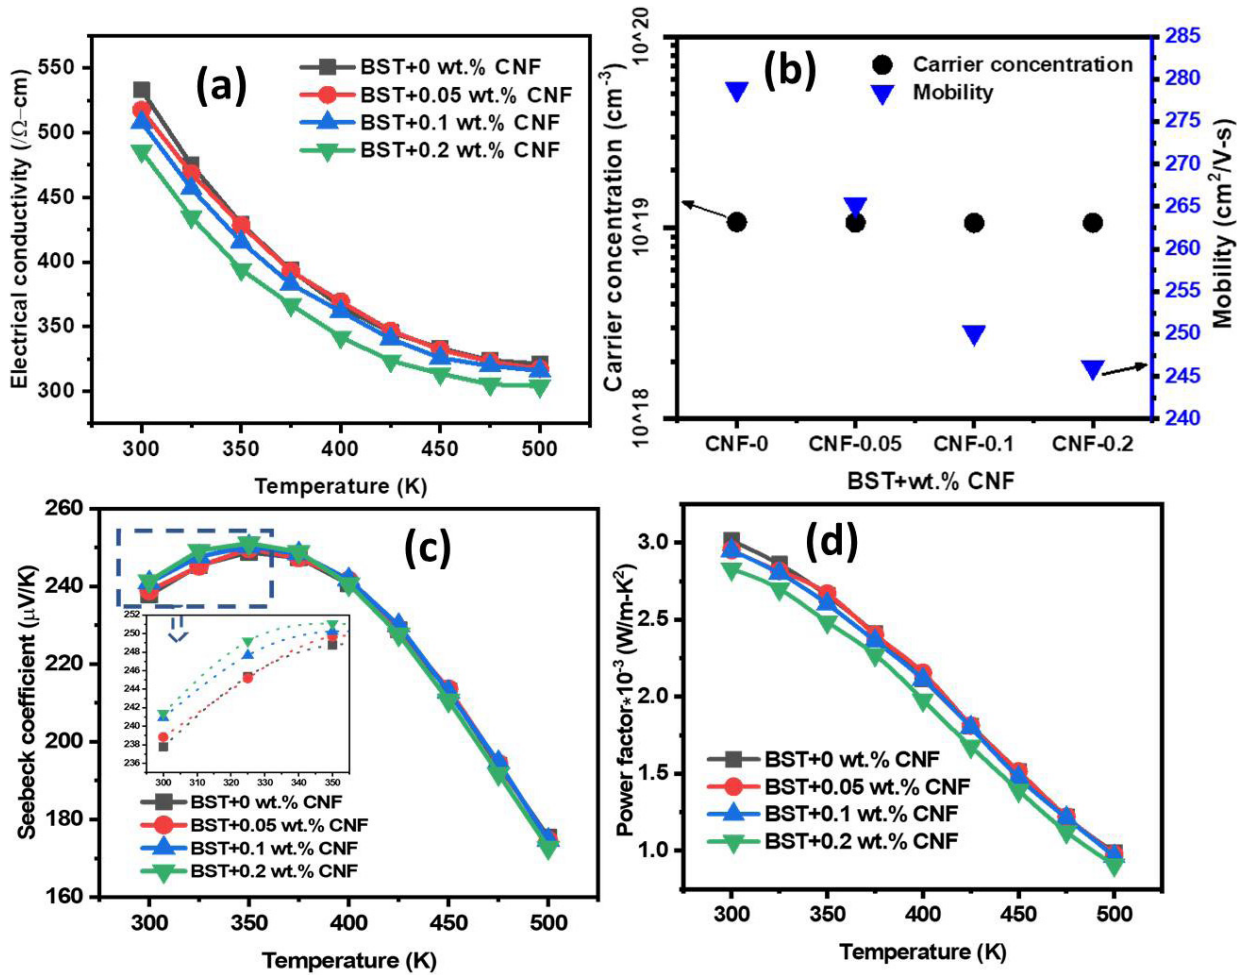 (a)
BST+0 wt.% CNF
BST+0.05 wt.% CNF
BST+0.1 wt.% CNF
BST+0.2 wt.% CNF
Electrical conductivity (/Ω−cm)
550
500
450
400
350
300
300 350 400 450 500
Temperature (K)
(b)
Carrier concentration
Mobility
Carrier concentration (cm-3)
10^20
10^19
10^18
285
280
275
270
265
260
255
250
245
240
Mobility (cm2/V-s)
CNF-0 CNF-0.05 CNF-0.1 CNF-0.2
BST+wt.% CNF
(c)
Seebeck coefficient (μV/K)
260
240
220
200
180
160
252
250
248
246
244
242
240
238
236
300 310 320 330 340 350
BST+0 wt.% CNF
BST+0.05 wt.% CNF
BST+0.1 wt.% CNF
BST+0.2 wt.% CNF
300 350 400 450 500
Temperature (K)
(d)
Power factor*10-3 (W/m-K2)
3.0
2.5
2.0
1.5
1.0
BST+0 wt.% CNF
BST+0.05 wt.% CNF
BST+0.1 wt.% CNF
BST+0.2 wt.% CNF
300 350 400 450 500
Temperature (K)